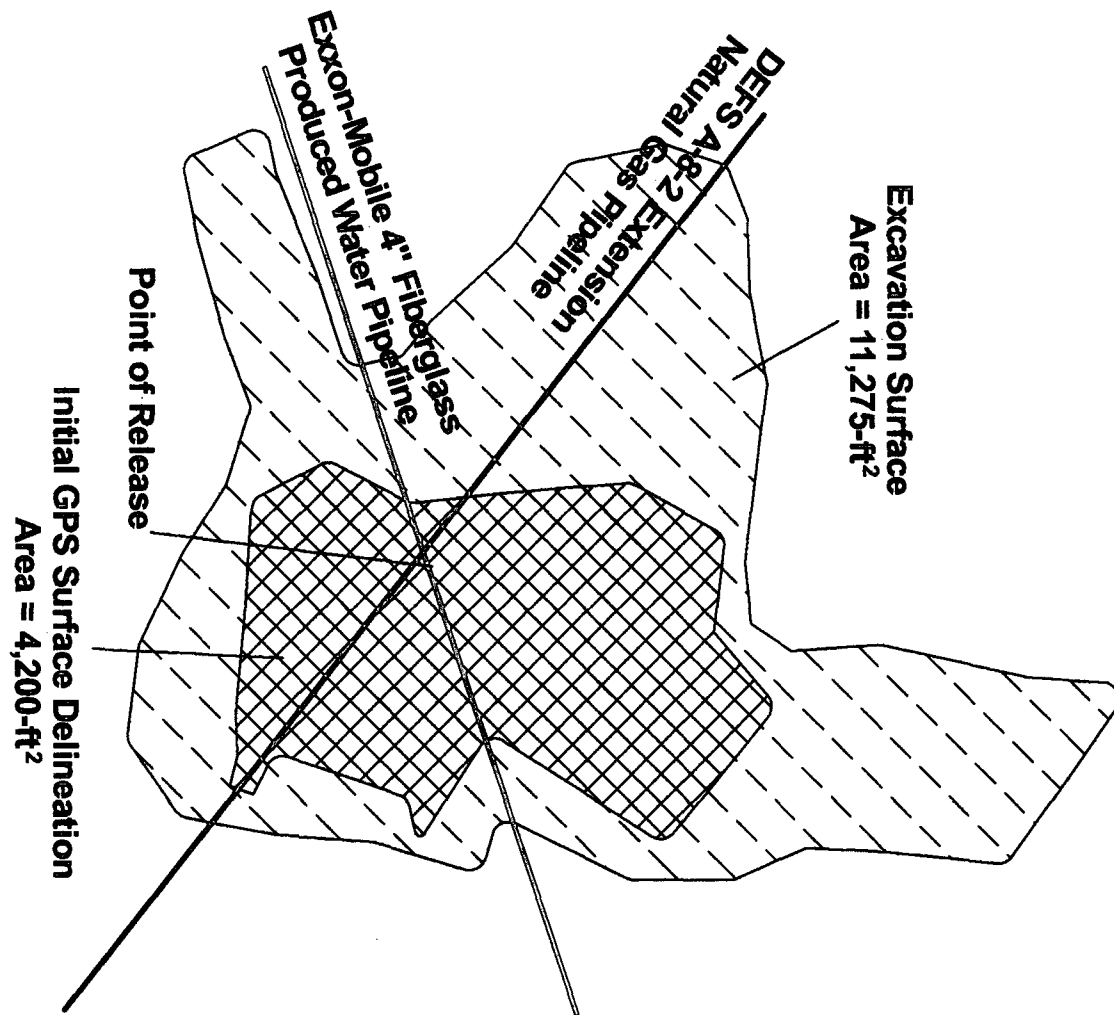 Exxon-Mobile 4" Fiberglass
Produced Water Pipeline
DEFS A-8-2 Extension
Natural Gas Pipeline
Excavation Surface
Area = 11,275-ft²
Point of Release
Initial GPS Surface Delineation
Area = 4,200-ft²